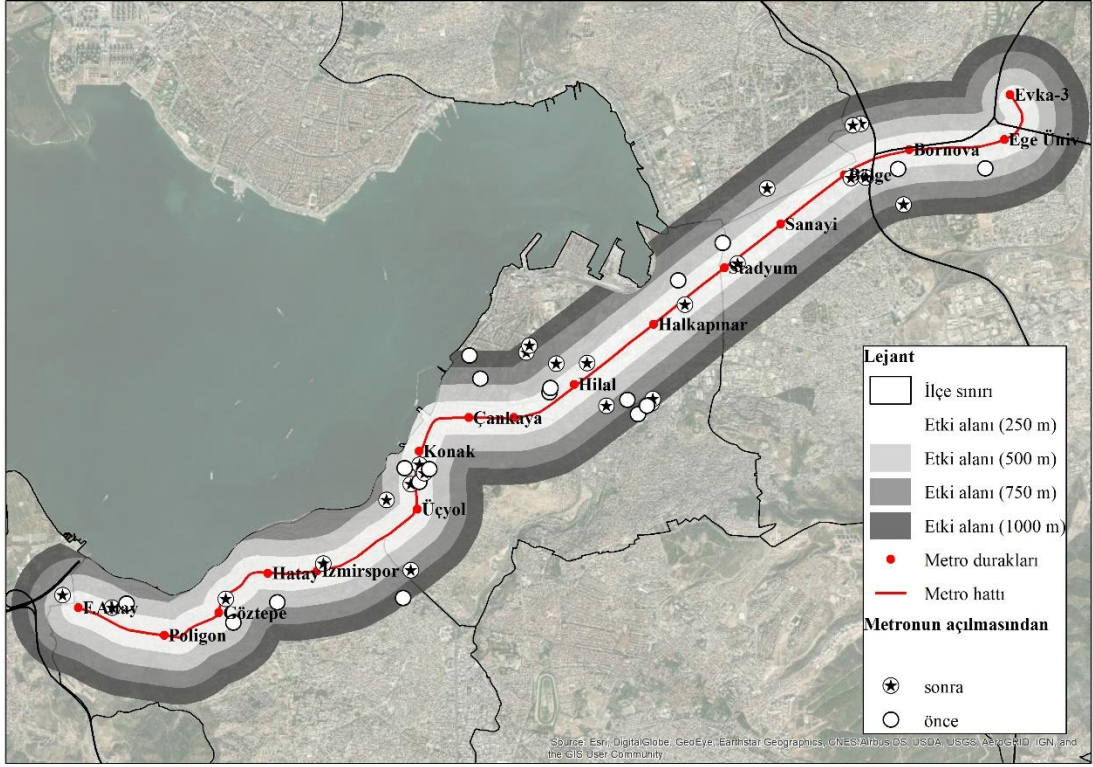 Evka-3
Ege Üniv
Bornova
Bölge
Sanayi
Stadyum
Halkapınar
Hilal
Çankaya
Konak
Üçyol
Hatay
İzmirspor
F.Altay
Göztepe
Poligon
Lejant
İlçe sınırı
Etki alanı (250 m)
Etki alanı (500 m)
Etki alanı (750 m)
Etki alanı (1000 m)
Metro durakları
Metro hattı
Metronun açılmasından
sonra
önce
Source: Esri, DigitalGlobe, GeoEye, Earthstar Geographics, CNES/Airbus DS, USDA, USGS, AeroGRID, IGN, and
the GIS User Community